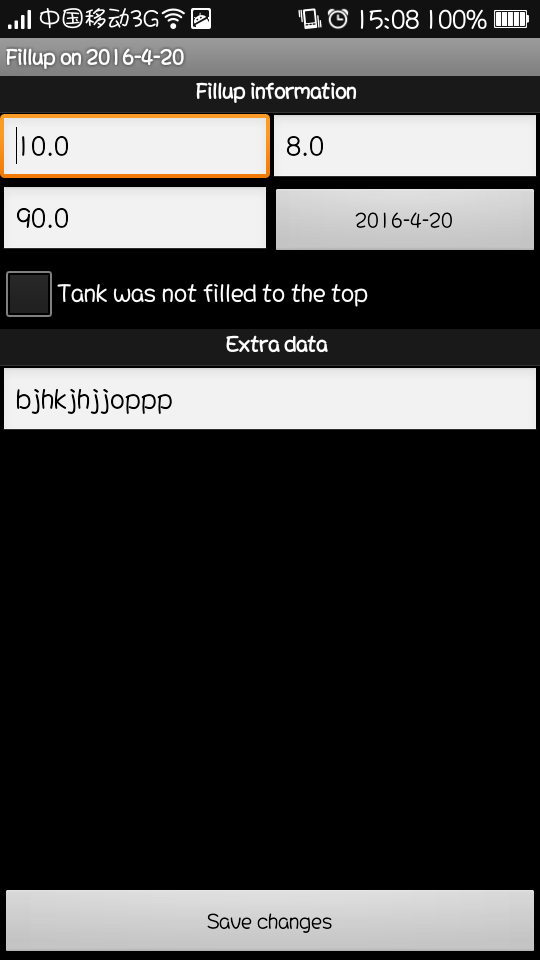 中国移动3G 15:08 100%
Fillup on 2016-4-20
Fillup information
10.0 8.0
90.0 2016-4-20
Tank was not filled to the top
Extra data
bjhkjhjjoppp
Save changes